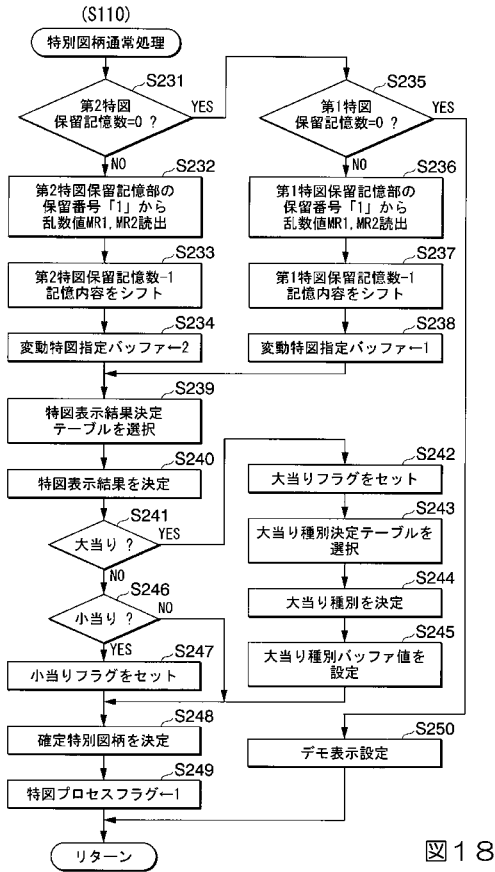 (S110)
特別図柄通常処理
S231
第2特図
保留記憶数=0 ?
YES
NO
S232
第2特図保留記憶部の
保留番号「1」から
乱数値MR1, MR2読出
S233
第2特図保留記憶数-1
記憶内容をシフト
S234
変動特図指定バッファ←2
S235
第1特図
保留記憶数=0 ?
YES
NO
S236
第1特図保留記憶部の
保留番号「1」から
乱数値MR1, MR2読出
S237
第1特図保留記憶数-1
記憶内容をシフト
S238
変動特図指定バッファ←1
S239
特図表示結果決定
テーブルを選択
S240
特図表示結果を決定
S241
大当り ?
YES
NO
S242
大当りフラグをセット
S243
大当り種別決定テーブルを
選択
S244
大当り種別を決定
S245
大当り種別バッファ値を
設定
S246
小当り ?
NO
YES
S247
小当りフラグをセット
S248
確定特別図柄を決定
S249
特図プロセスフラグ←1
S250
デモ表示設定
リターン
図18